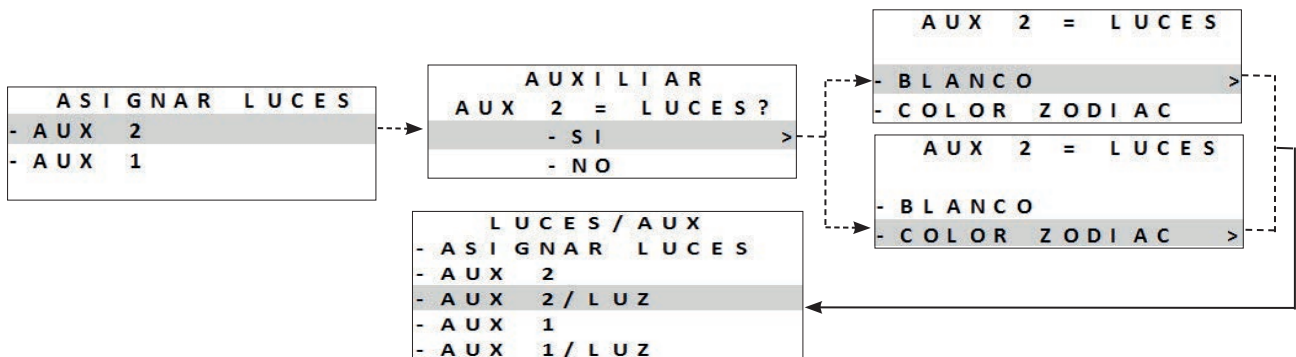 ASIGNAR LUCES
- AUX 2
- AUX 1
AUXILIAR
AUX 2 = LUCES?
- SI >
- NO
AUX 2 = LUCES
- BLANCO >
- COLOR ZODIAC
AUX 2 = LUCES
- BLANCO
- COLOR ZODIAC >
LUCES/AUX
- ASIGNAR LUCES
- AUX 2
- AUX 2/LUZ
- AUX 1
- AUX 1/LUZ